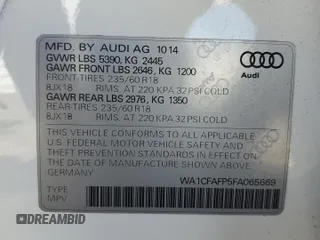 MFD. BY AUDI AG 10 14
GVWR LBS 5390, KG 2445
GAWR FRONT LBS 2646, KG 1200
FRONT TIRES 235/60 R18
8JX18 RIMS, AT 220 KPA 32 PSI COLD
GAWR REAR LBS 2976, KG 1350
REAR TIRES 235/60 R18
8JX18 RIMS, AT 220 KPA 32 PSI COLD
Audi
THIS VEHICLE CONFORMS TO ALL APPLICABLE
U.S. FEDERAL MOTOR VEHICLE SAFETY, BUMPER,
AND THEFT PREVENTION STANDARDS IN EFFECT
ON THE DATE OF MANUFACTURE SHOWN ABOVE.
GERMANY WA1CFAFP5FA065669
TYPE:
MPV